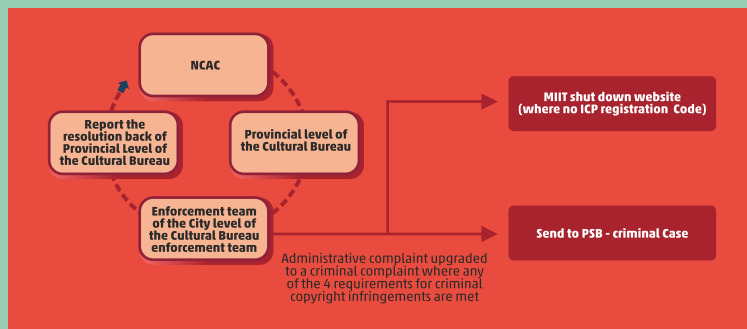 NCAC
Report the
resolution back of
Provincial Level of
the Cultural Bureau
Provincial level of
the Cultural Bureau
Enforcement team
of the City level of
the Cultural Bureau
enforcement team
MIIT shut down website
(where no ICP registration Code)
Send to PSB - criminal Case
Administrative complaint upgraded
to a criminal complaint where any
of the 4 requirements for criminal
copyright infringements are met